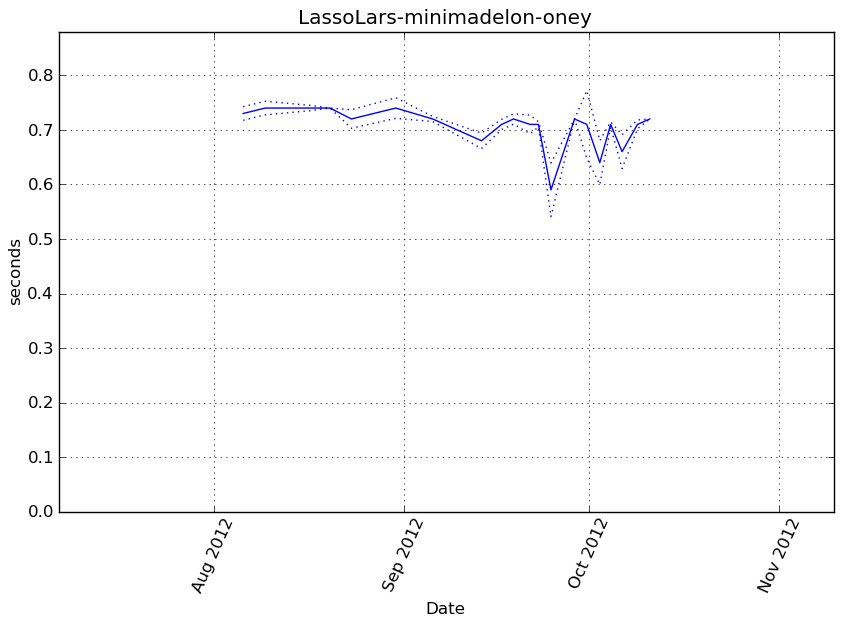 LassoLars-minimadelon-oney
0.8
0.7
0.6
0.5
0.4
0.3
0.2
0.1
0.0
seconds
Aug 2012
Sep 2012
Oct 2012
Nov 2012
Date